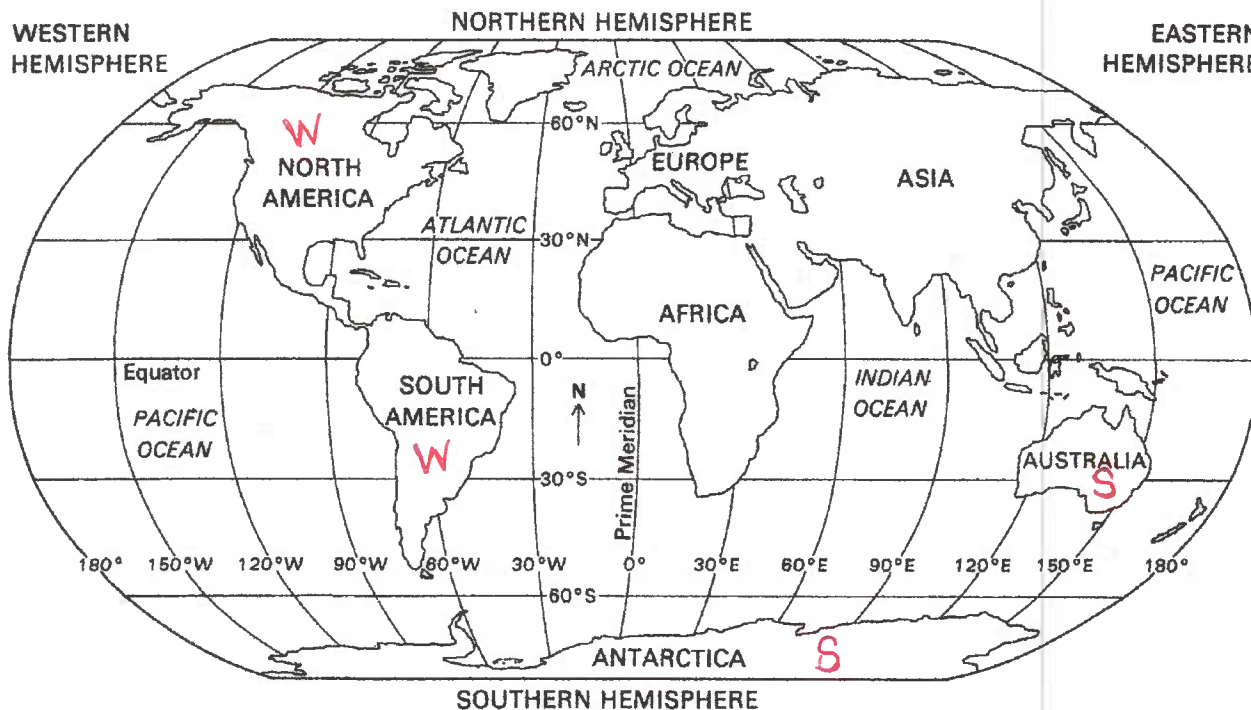 NORTHERN HEMISPHERE
WESTERN
HEMISPHERE
EASTERN
HEMISPHERE
ARCTIC OCEAN
W
60°N
NORTH
AMERICA
EUROPE
ASIA
ATLANTIC
OCEAN
30°N
PACIFIC
OCEAN
AFRICA
0°
Equator
SOUTH
AMERICA
N
INDIAN
OCEAN
PACIFIC
OCEAN
W
Prime Meridian
AUSTRALIA
S
30°S
180° 150°W 120°W 90°W 60°W 30°W 0° 30°E 60°E 90°E 120°E 150°E 180°
60°S
ANTARCTICA
S
SOUTHERN HEMISPHERE